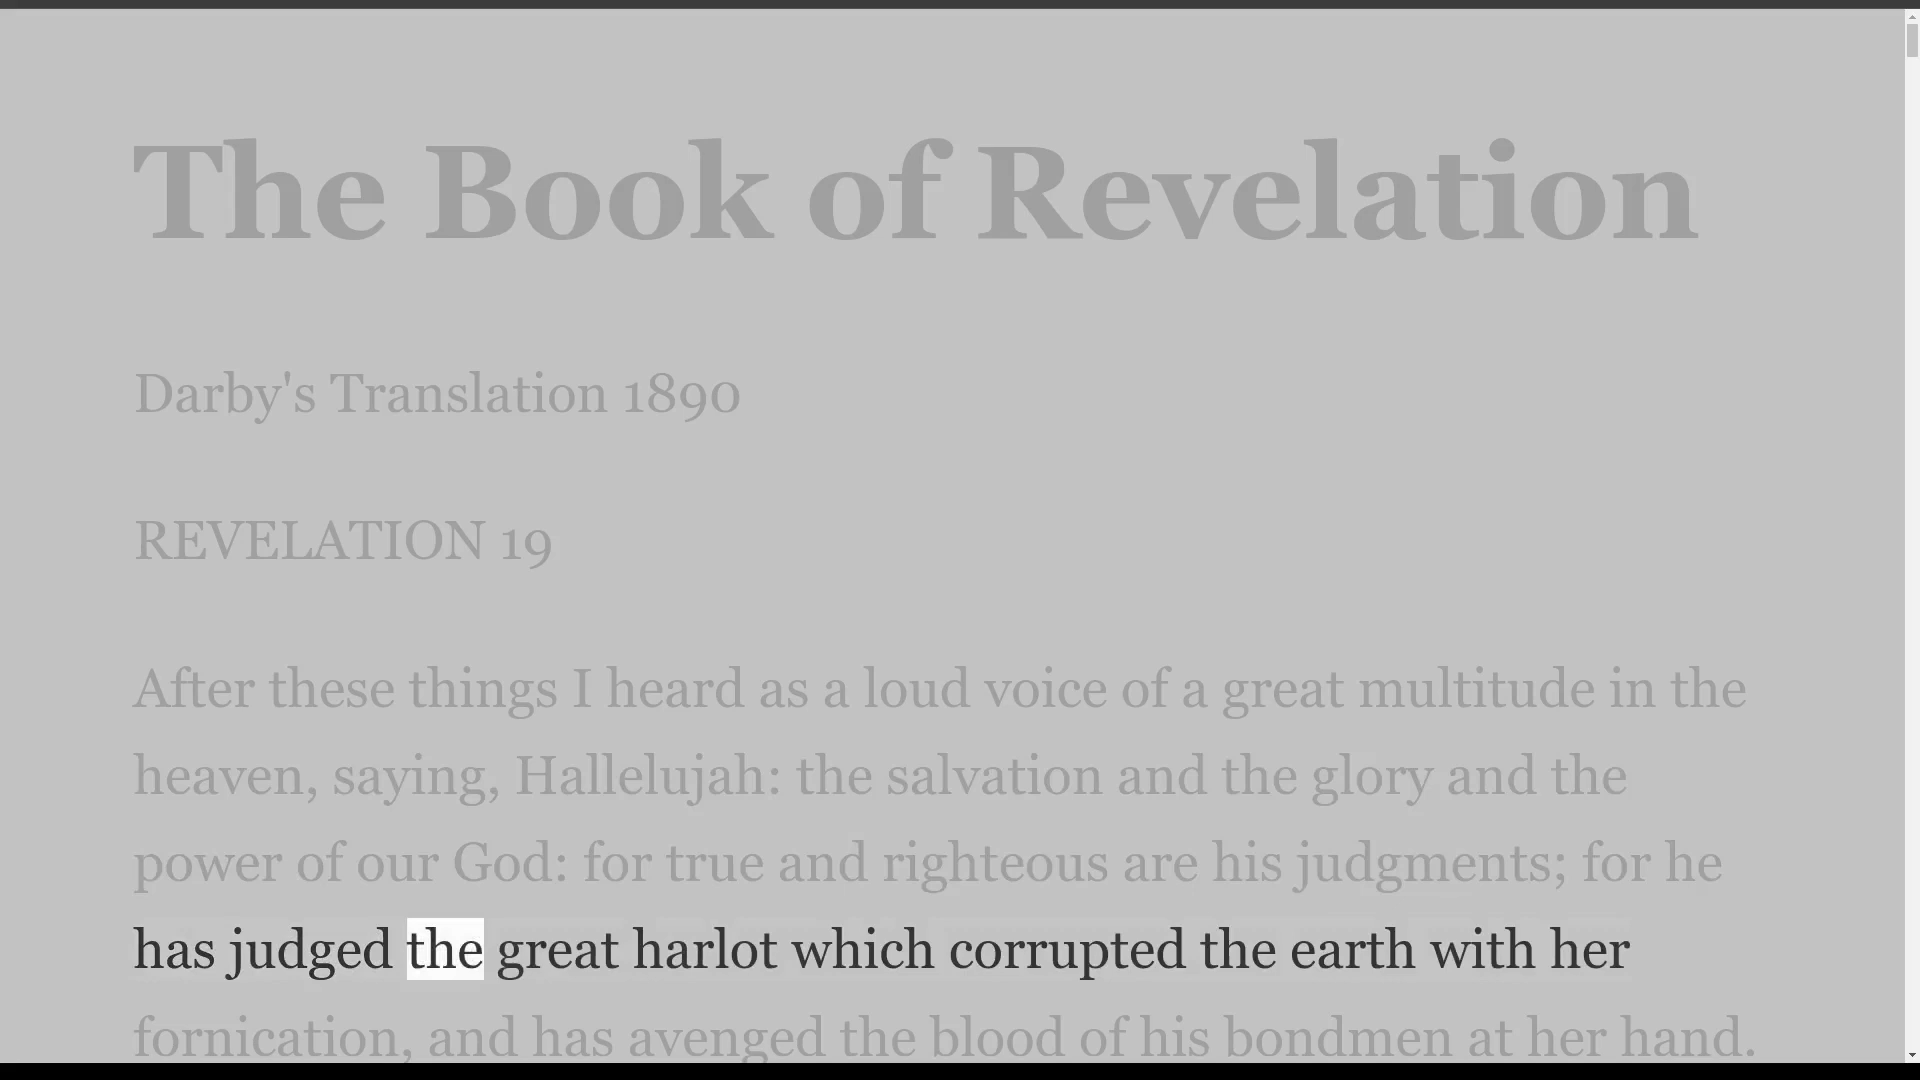 The Book of Revelation
Darby's Translation 1890
REVELATION 19
After these things I heard as a loud voice of a great multitude in the
heaven, saying, Hallelujah: the salvation and the glory and the
power of our God: for true and righteous are his judgments; for he
has judged the great harlot which corrupted the earth with her
fornication, and has avenged the blood of his bondmen at her hand.